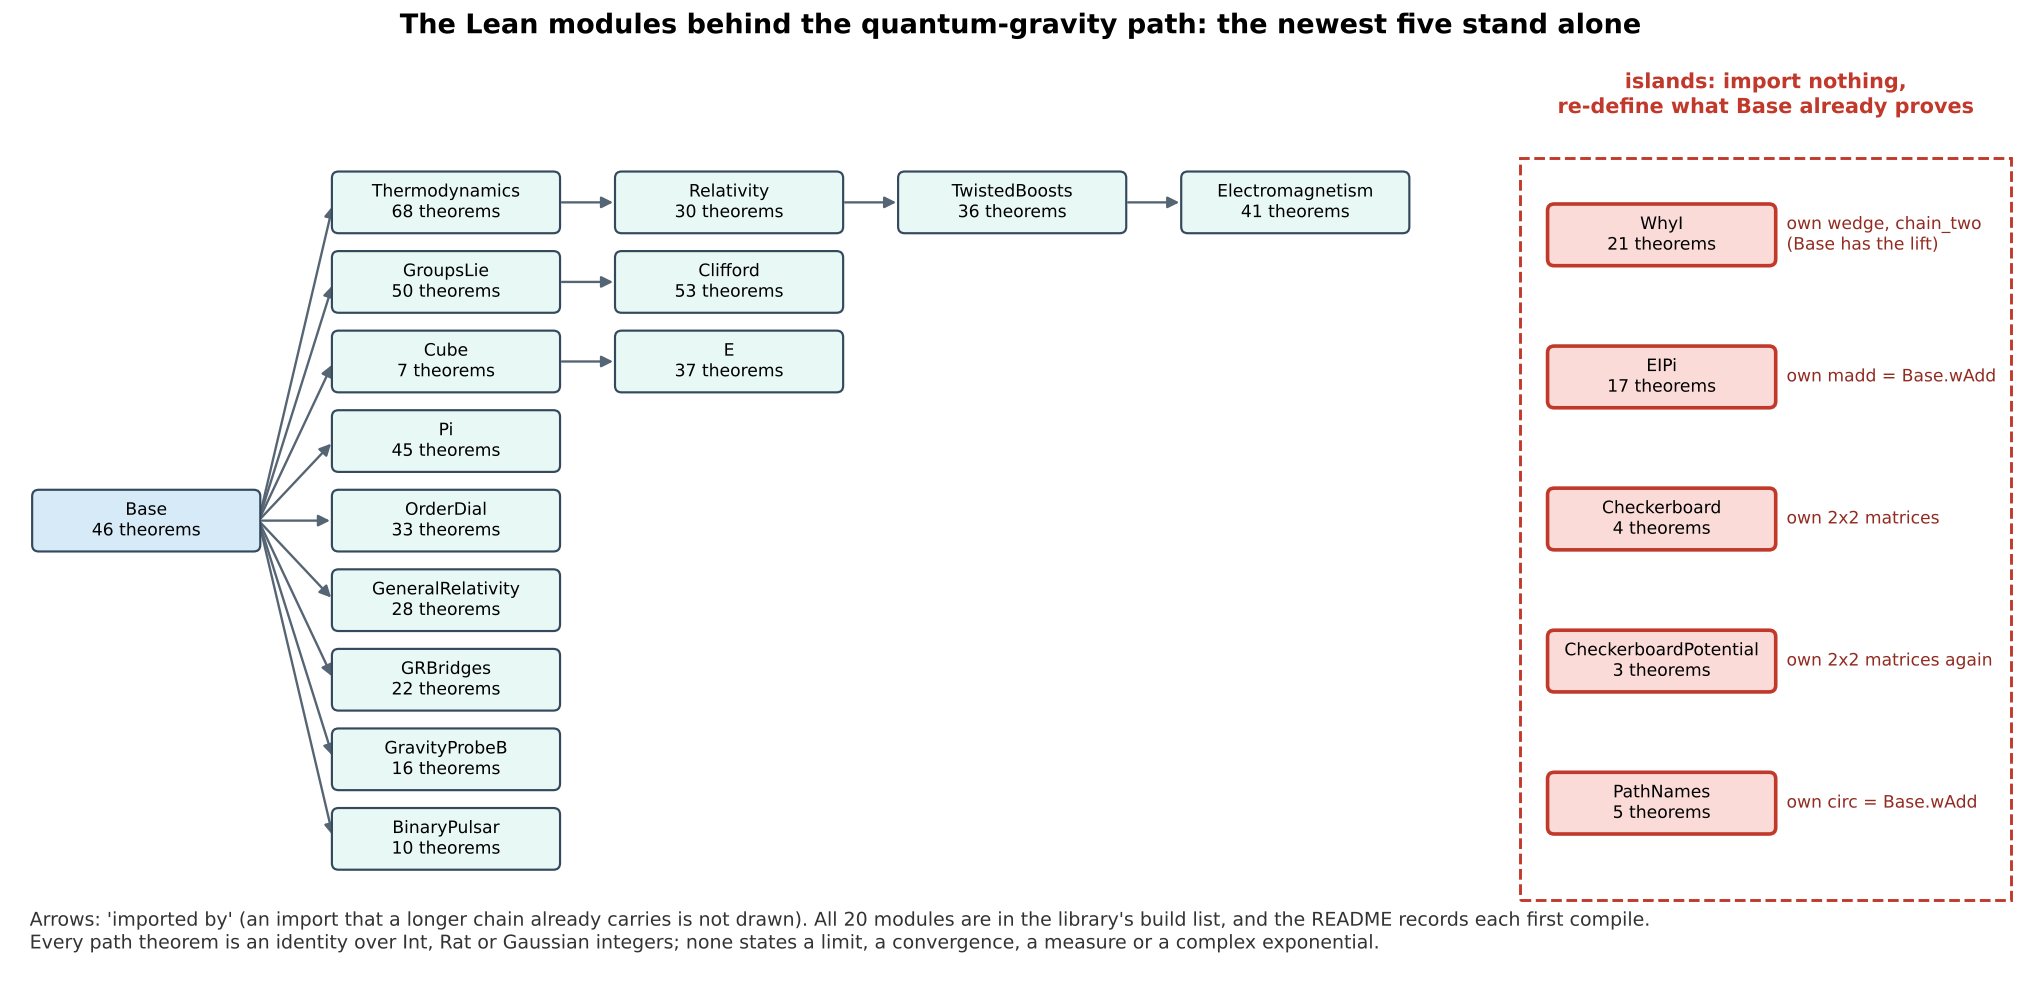 The Lean modules behind the quantum-gravity path: the newest five stand alone
islands: import nothing,
re-define what Base already proves
Thermodynamics
68 theorems
Relativity
30 theorems
TwistedBoosts
36 theorems
Electromagnetism
41 theorems
GroupsLie
50 theorems
Clifford
53 theorems
Cube
7 theorems
E
37 theorems
Pi
45 theorems
Base
46 theorems
OrderDial
33 theorems
GeneralRelativity
28 theorems
GRBridges
22 theorems
GravityProbeB
16 theorems
BinaryPulsar
10 theorems
WhyI
21 theorems
own wedge, chain_two
(Base has the lift)
EIPi
17 theorems
own madd = Base.wAdd
Checkerboard
4 theorems
own 2x2 matrices
CheckerboardPotential
3 theorems
own 2x2 matrices again
PathNames
5 theorems
own circ = Base.wAdd
Arrows: 'imported by' (an import that a longer chain already carries is not drawn). All 20 modules are in the library's build list, and the README records each first compile.
Every path theorem is an identity over Int, Rat or Gaussian integers; none states a limit, a convergence, a measure or a complex exponential.